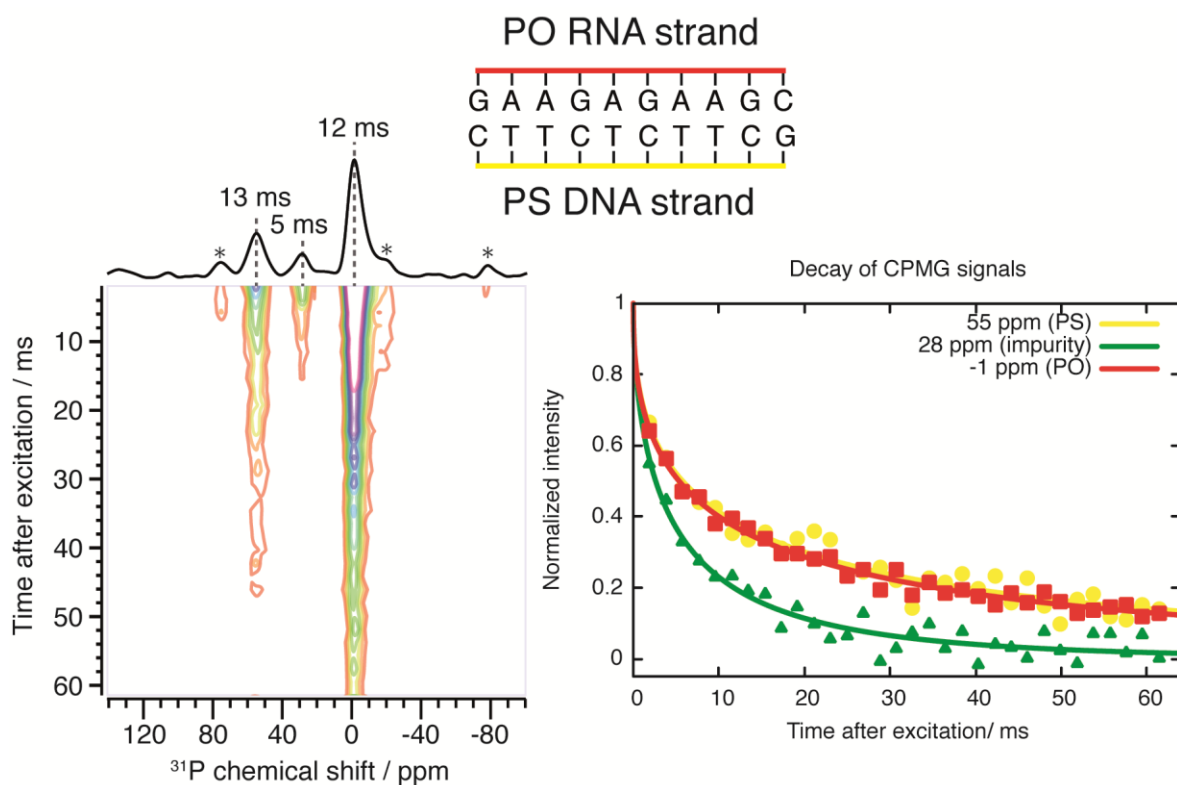 PO RNA strand
G A A G A G A A G C
C T T C T C T T C G
PS DNA strand
12 ms
13 ms
5 ms
*
*
*
Time after excitation / ms
10
20
30
40
50
60
120 80 40 0 -40 -80
³¹P chemical shift / ppm
Decay of CPMG signals
55 ppm (PS)
28 ppm (impurity)
-1 ppm (PO)
Normalized intensity
1
0.8
0.6
0.4
0.2
0
0 10 20 30 40 50 60
Time after excitation/ ms